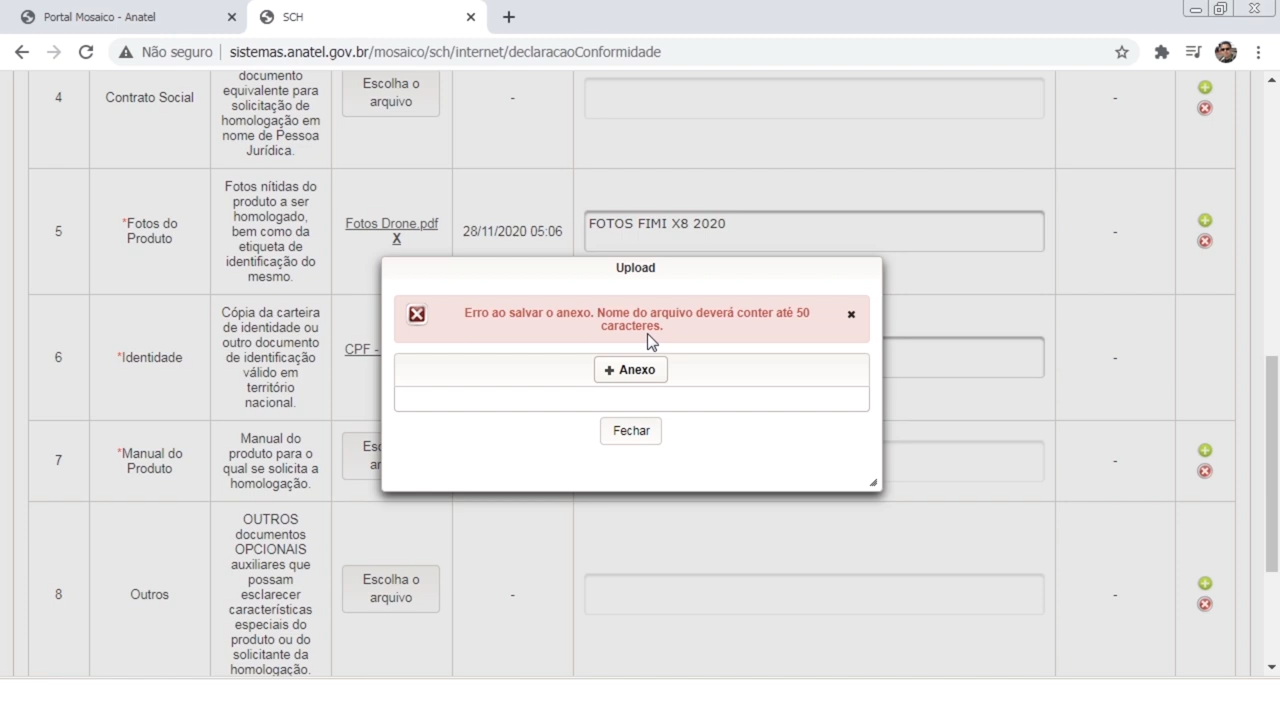 Portal Mosaico - Anatel
SCH
Não seguro
sistemas.anatel.gov.br/mosaico/sch/internet/declaracaoConformidade
4
Contrato Social
documento
equivalente para
solicitação de
homologação em
nome de Pessoa
Jurídica.
Escolha o
arquivo
-
-
5
*Fotos do
Produto
Fotos nítidas do
produto a ser
homologado,
bem como da
etiqueta de
identificação do
mesmo.
Fotos Drone.pdf
X
28/11/2020 05:06
FOTOS FIMI X8 2020
-
Upload
Erro ao salvar o anexo. Nome do arquivo deverá conter até 50
caracteres.
+ Anexo
Fechar
6
*Identidade
Cópia da carteira
de identidade ou
outro documento
de identificação
válido em
território
nacional.
CPF -
-
7
*Manual do
Produto
Manual do
produto para o
qual se solicita a
homologação.
-
8
Outros
OUTROS
documentos
OPCIONAIS
auxiliares que
possam
esclarecer
características
especiais do
produto ou do
solicitante da
homologação.
Escolha o
arquivo
-
-